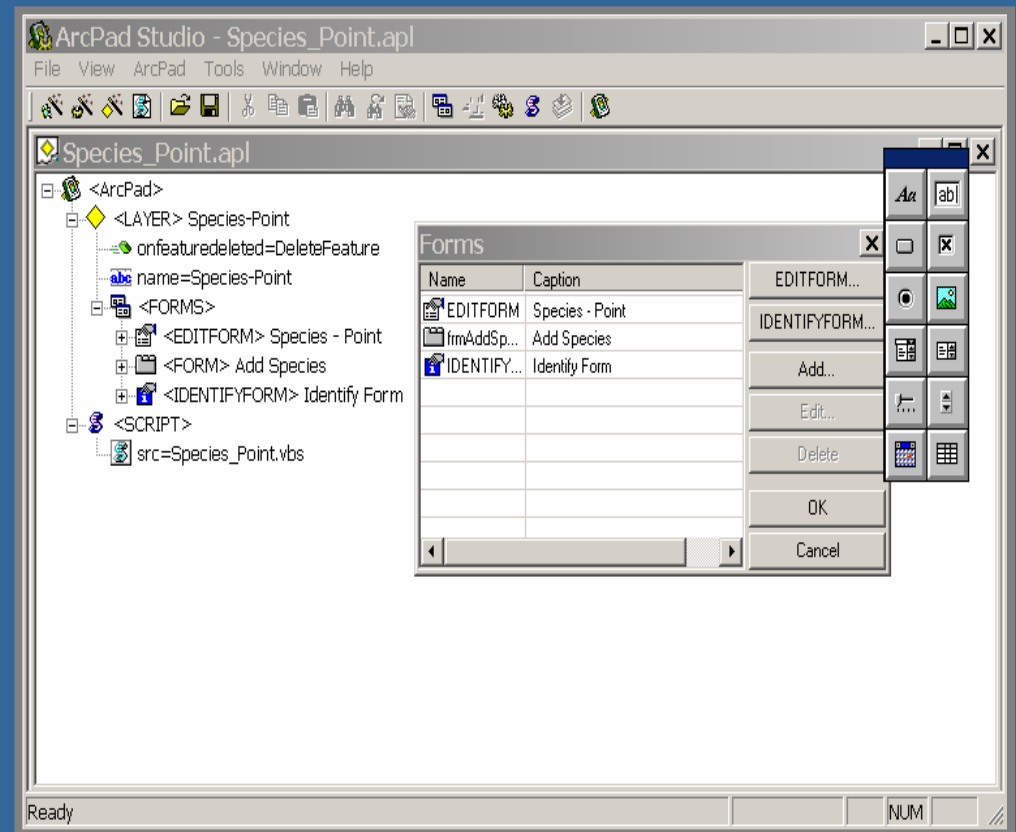 ArcPad Studio - Species_Point.apl
File View ArcPad Tools Window Help
Species_Point.apl
<ArcPad>
<LAYER> Species-Point
onfeaturedeleted=DeleteFeature
abc name=Species-Point
<FORMS>
<EDITFORM> Species - Point
<FORM> Add Species
<IDENTIFYFORM> Identify Form
<SCRIPT>
src=Species_Point.vbs
Forms
Name Caption
EDITFORM Species - Point
frmAddSp... Add Species
IDENTIFY... Identify Form
EDITFORM...
IDENTIFYFORM...
Add...
Edit...
Delete
OK
Cancel
Aa ab
Ready NUM